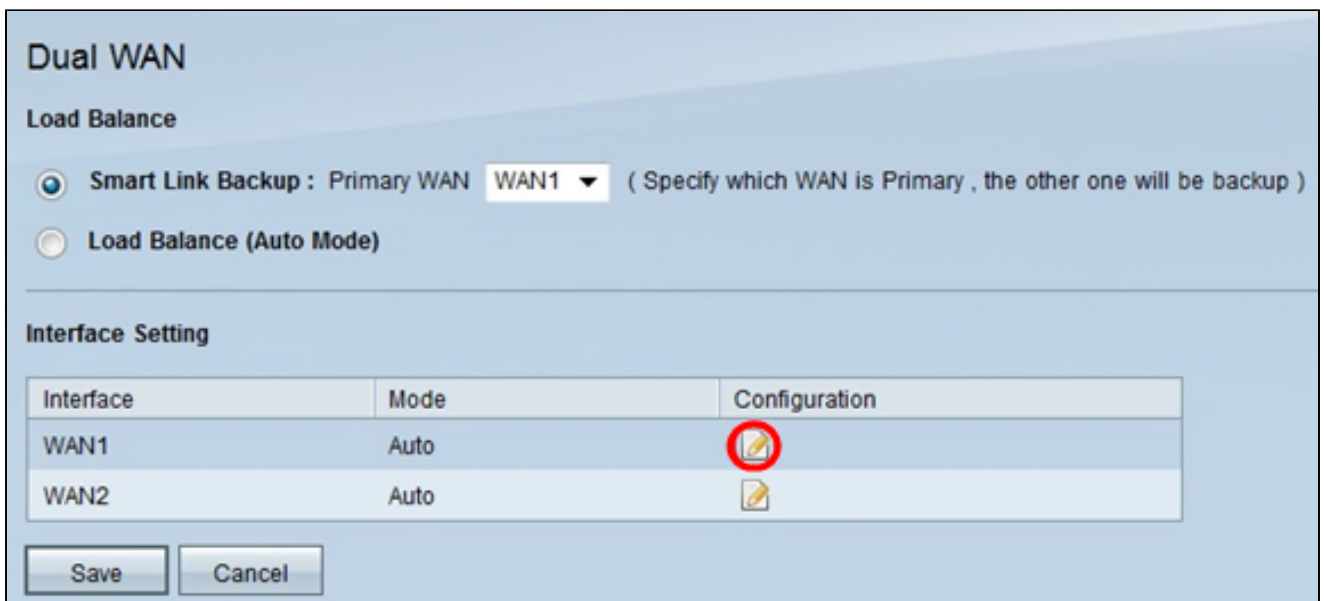 Dual WAN
Load Balance
Smart Link Backup : Primary WAN WAN1 ( Specify which WAN is Primary , the other one will be backup )
Load Balance (Auto Mode)
Interface Setting
Interface Mode Configuration
WAN1 Auto
WAN2 Auto
Save Cancel